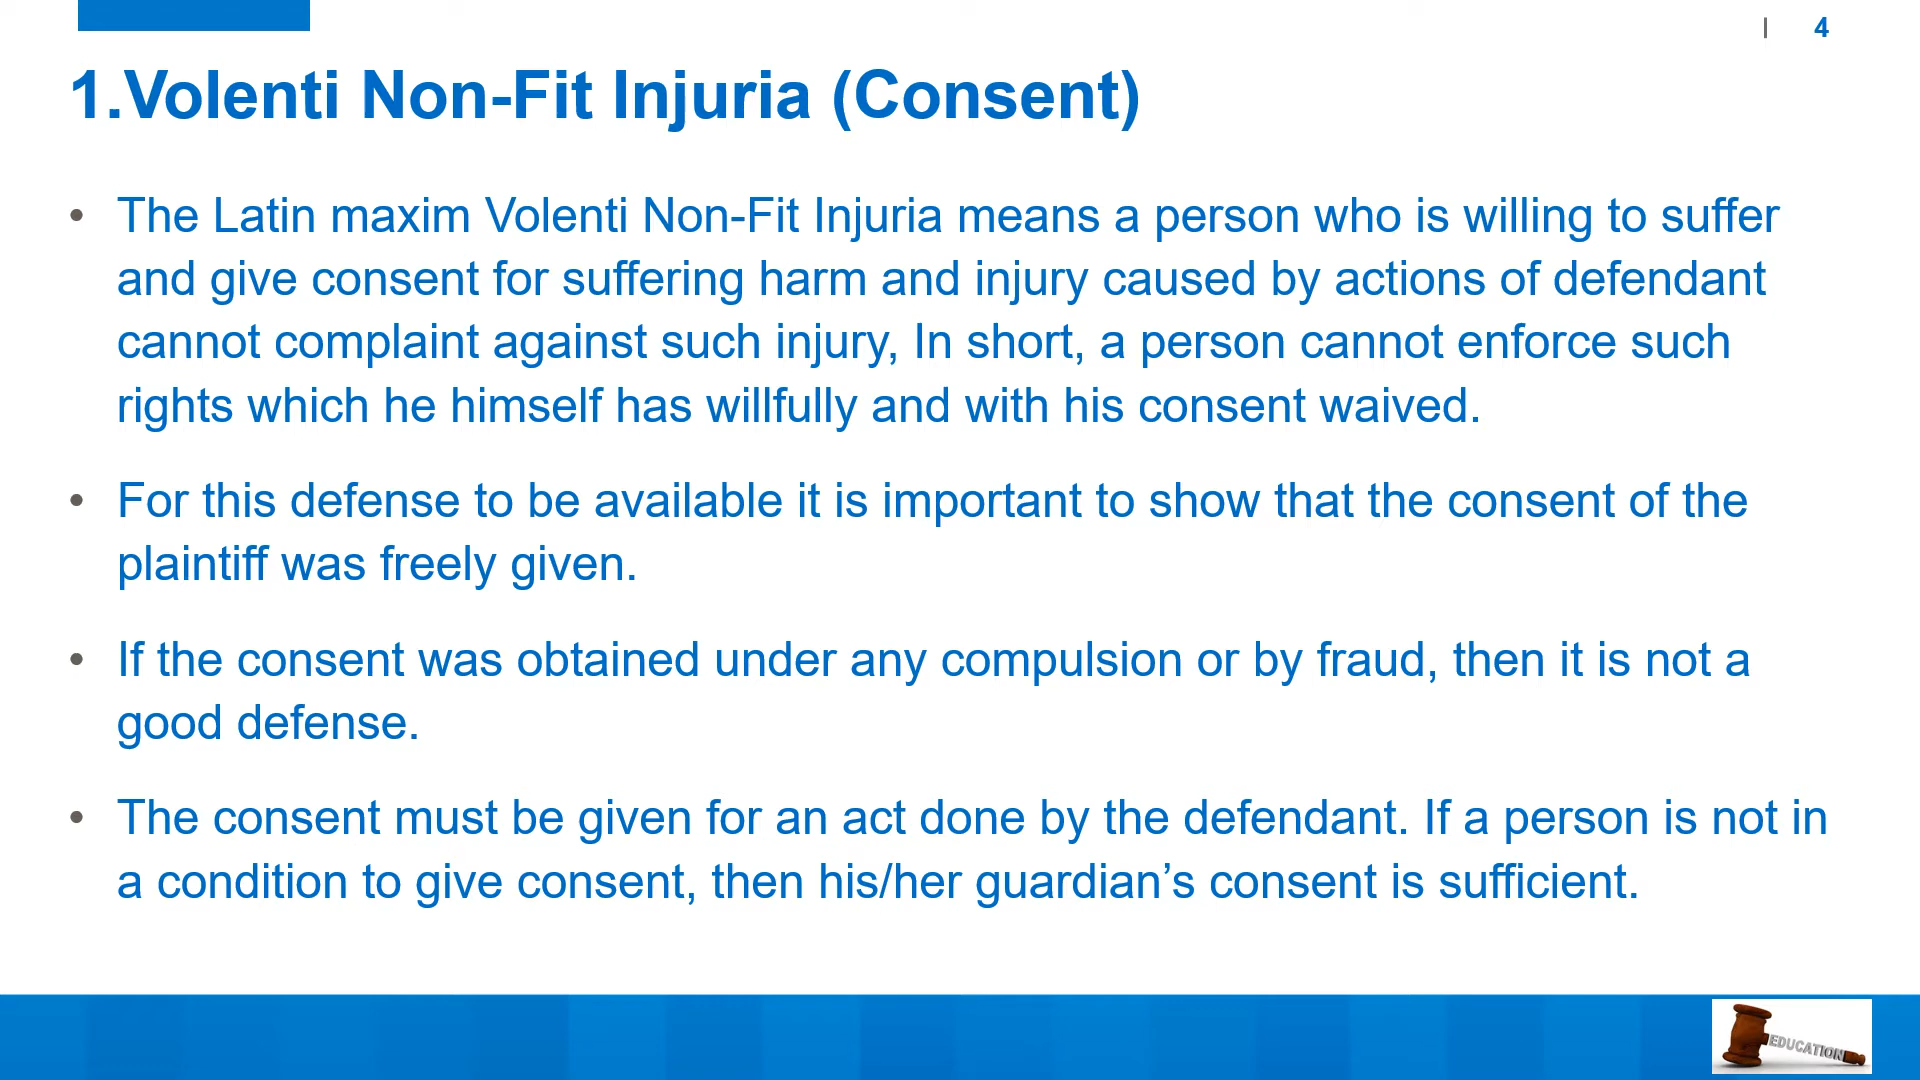 4
1.Volenti Non-Fit Injuria (Consent)
• The Latin maxim Volenti Non-Fit Injuria means a person who is willing to suffer
and give consent for suffering harm and injury caused by actions of defendant
cannot complaint against such injury, In short, a person cannot enforce such
rights which he himself has willfully and with his consent waived.
• For this defense to be available it is important to show that the consent of the
plaintiff was freely given.
• If the consent was obtained under any compulsion or by fraud, then it is not a
good defense.
• The consent must be given for an act done by the defendant. If a person is not in
a condition to give consent, then his/her guardian’s consent is sufficient.
EDUCATION